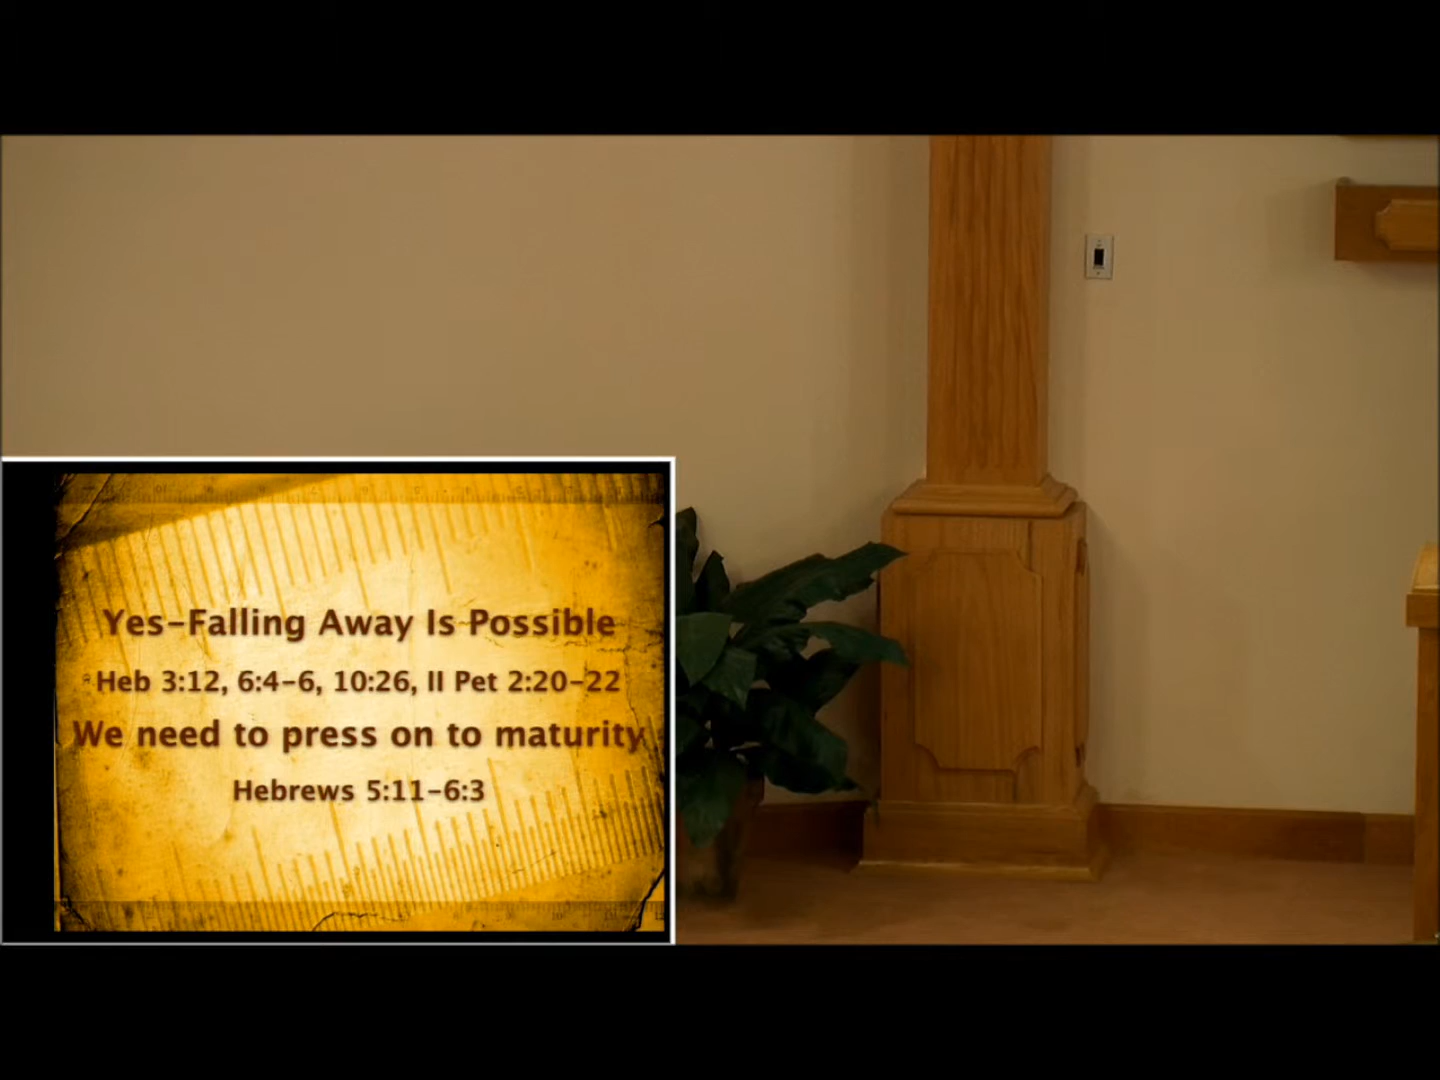 Yes-Falling Away Is Possible
Heb 3:12, 6:4-6, 10:26, II Pet 2:20-22
We need to press on to maturity
Hebrews 5:11-6:3